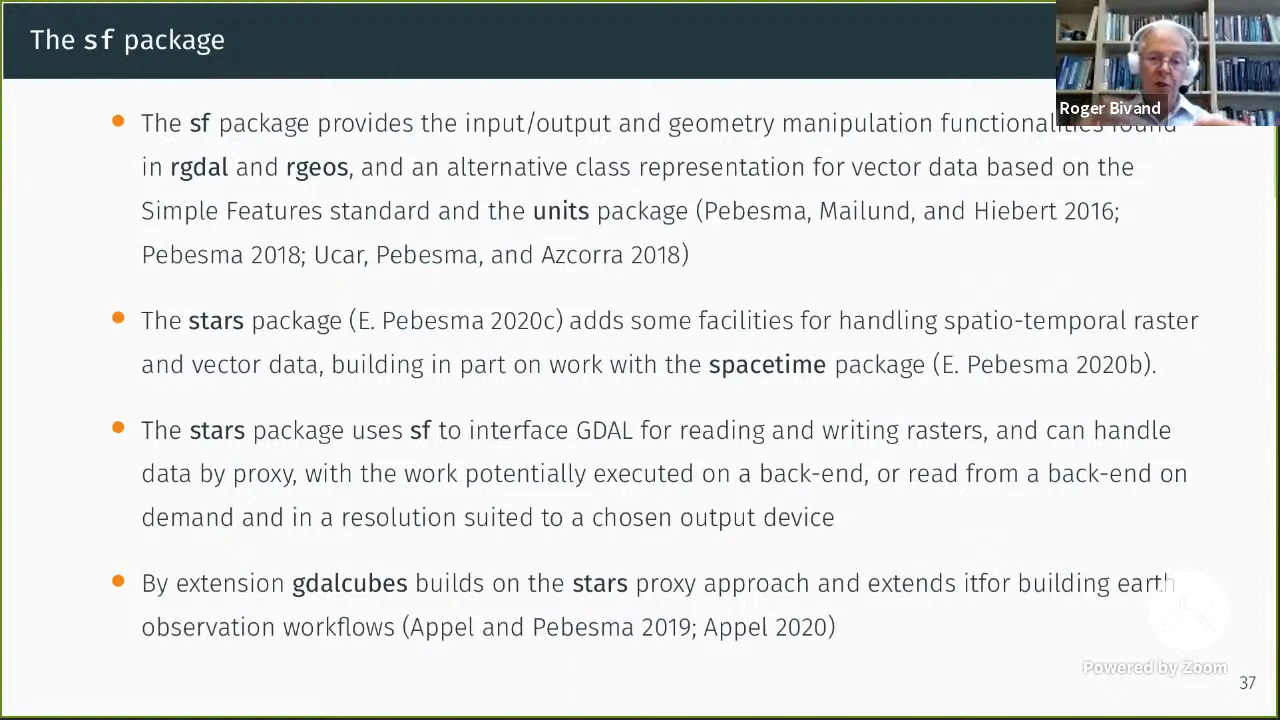 The sf package
Roger Bivand
The sf package provides the input/output and geometry manipulation functionalities found
in rgdal and rgeos, and an alternative class representation for vector data based on the
Simple Features standard and the units package (Pebesma, Mailund, and Hiebert 2016;
Pebesma 2018; Ucar, Pebesma, and Azcorra 2018)
The stars package (E. Pebesma 2020c) adds some facilities for handling spatio-temporal raster
and vector data, building in part on work with the spacetime package (E. Pebesma 2020b).
The stars package uses sf to interface GDAL for reading and writing rasters, and can handle
data by proxy, with the work potentially executed on a back-end, or read from a back-end on
demand and in a resolution suited to a chosen output device
By extension gdalcubes builds on the stars proxy approach and extends itfor building earth
observation workflows (Appel and Pebesma 2019; Appel 2020)
Powered by Zoom
37